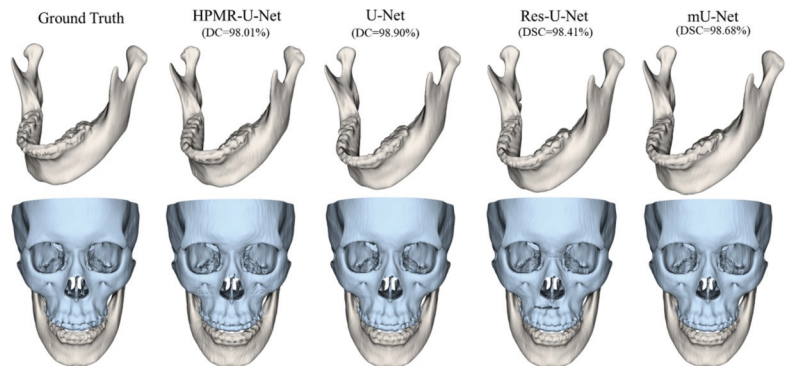 Ground Truth
HPMR-U-Net
(DC=98.01%)
U-Net
(DC=98.90%)
Res-U-Net
(DSC=98.41%)
mU-Net
(DSC=98.68%)